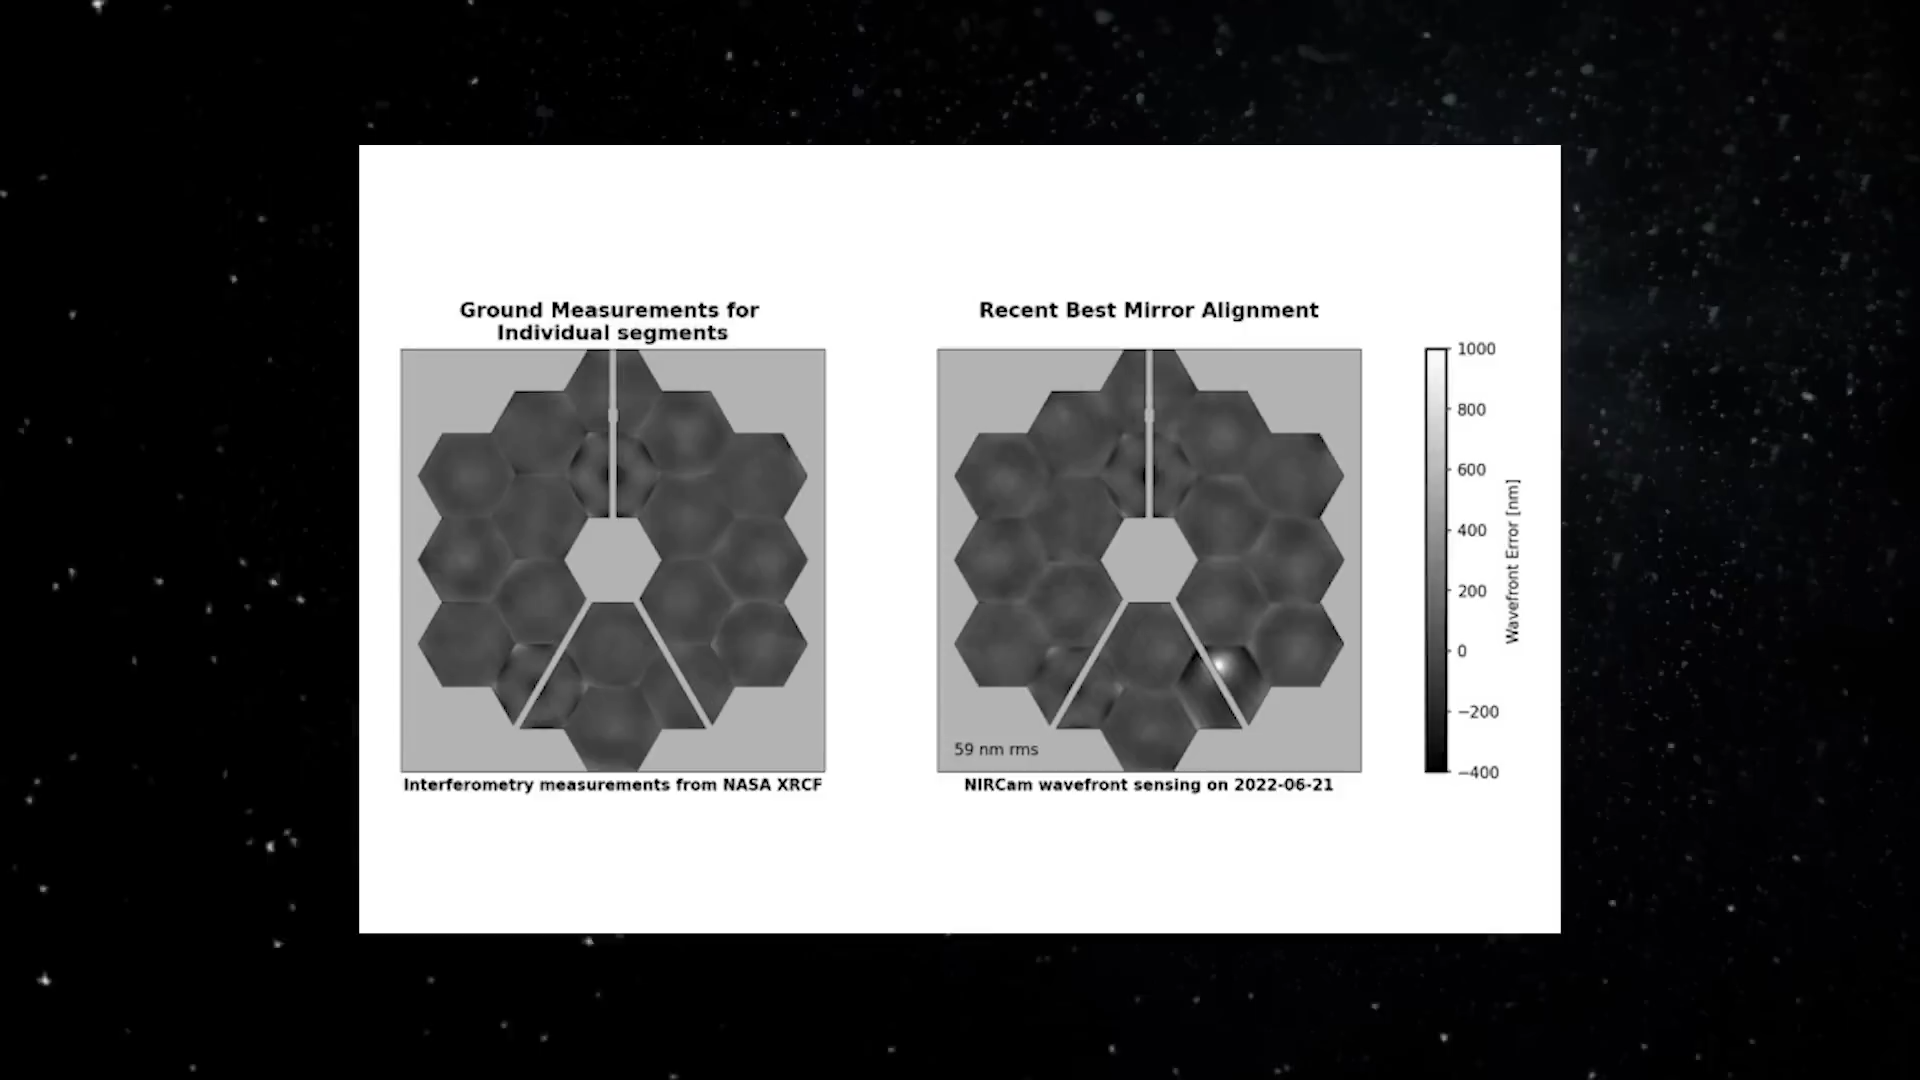 Ground Measurements for
Individual segments
Interferometry measurements from NASA XRCF
Recent Best Mirror Alignment
59 nm rms
NIRCam wavefront sensing on 2022-06-21
1000
800
600
400
200
0
−200
−400
Wavefront Error [nm]